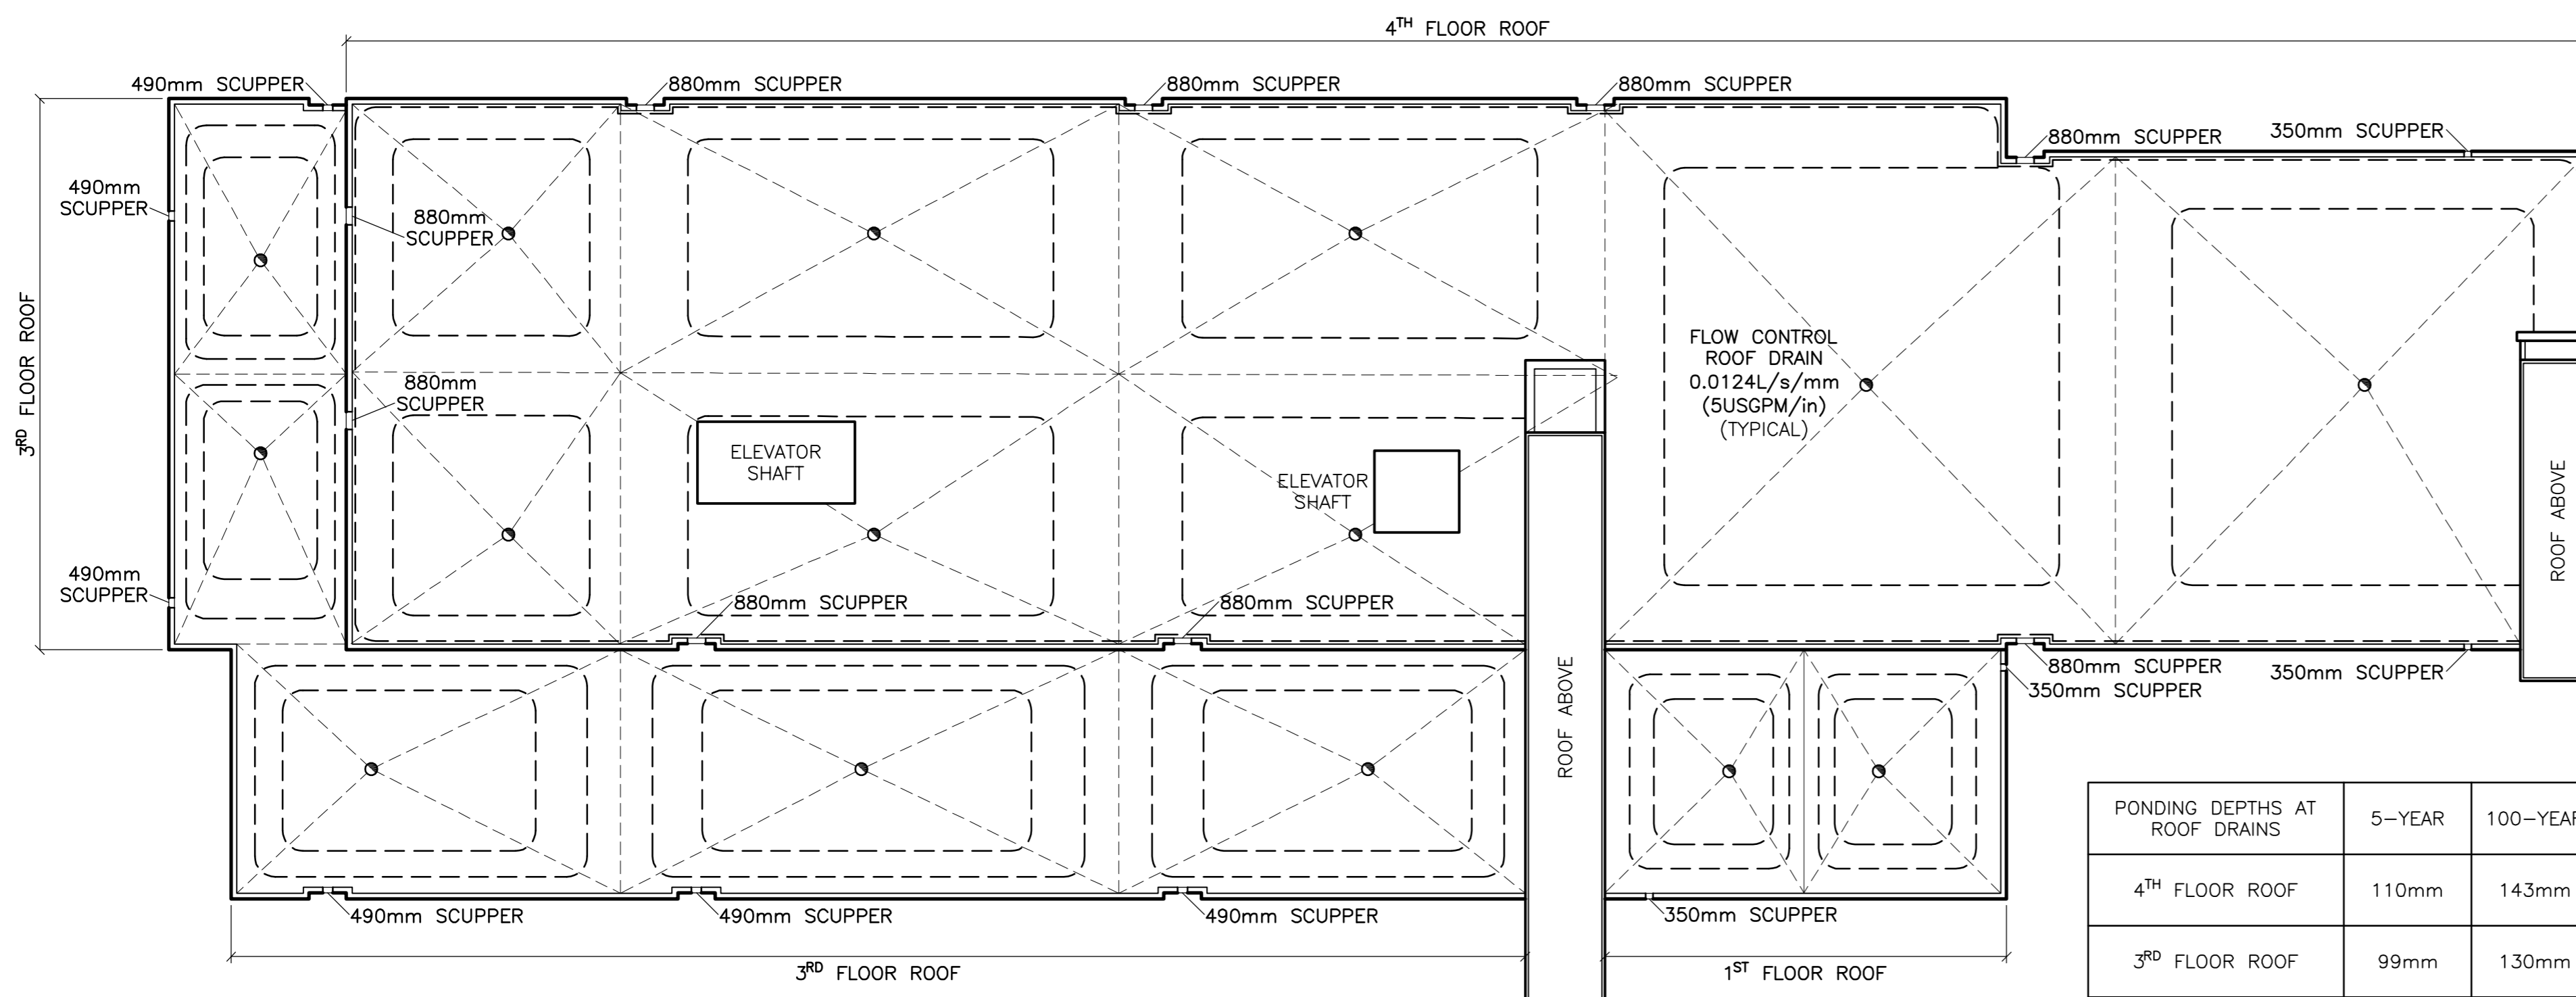 4TH FLOOR ROOF
490mm SCUPPER
880mm SCUPPER
880mm SCUPPER
880mm SCUPPER
880mm SCUPPER
350mm SCUPPER
490mm
SCUPPER
880mm
SCUPPER
3RD FLOOR ROOF
FLOW CONTROL
ROOF DRAIN
0.0124L/s/mm
(5USGPM/in)
(TYPICAL)
880mm
SCUPPER
ELEVATOR
SHAFT
ELEVATOR
SHAFT
ROOF ABOVE
490mm
SCUPPER
880mm SCUPPER
880mm SCUPPER
880mm SCUPPER
350mm SCUPPER
350mm SCUPPER
ROOF ABOVE
490mm SCUPPER
490mm SCUPPER
490mm SCUPPER
350mm SCUPPER
3RD FLOOR ROOF
1ST FLOOR ROOF
PONDING DEPTHS AT
ROOF DRAINS
5-YEAR
100-YEAR
4TH FLOOR ROOF
110mm
143mm
3RD FLOOR ROOF
99mm
130mm